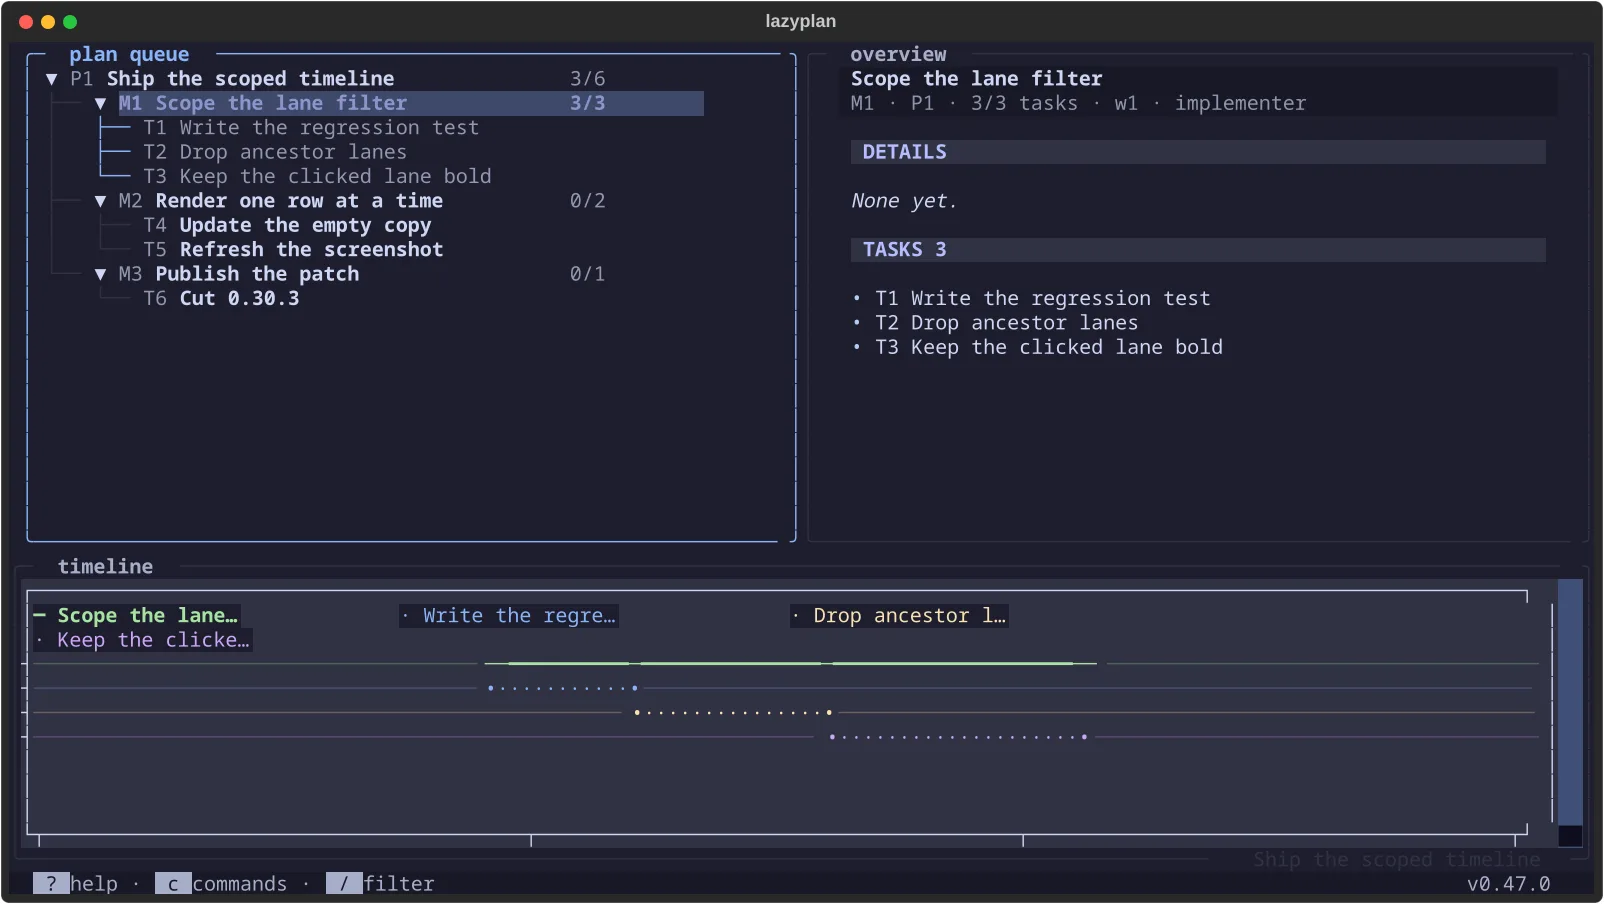 lazyplan
plan queue
▼ P1 Ship the scoped timeline 3/6
▼ M1 Scope the lane filter 3/3
T1 Write the regression test
T2 Drop ancestor lanes
T3 Keep the clicked lane bold
▼ M2 Render one row at a time 0/2
T4 Update the empty copy
T5 Refresh the screenshot
▼ M3 Publish the patch 0/1
T6 Cut 0.30.3
overview
Scope the lane filter
M1 · P1 · 3/3 tasks · w1 · implementer
DETAILS
None yet.
TASKS 3
• T1 Write the regression test
• T2 Drop ancestor lanes
• T3 Keep the clicked lane bold
timeline
Scope the lane… · Write the regre… · Drop ancestor l…
· Keep the clicke…
Ship the scoped timeline
? help · c commands · / filter v0.47.0